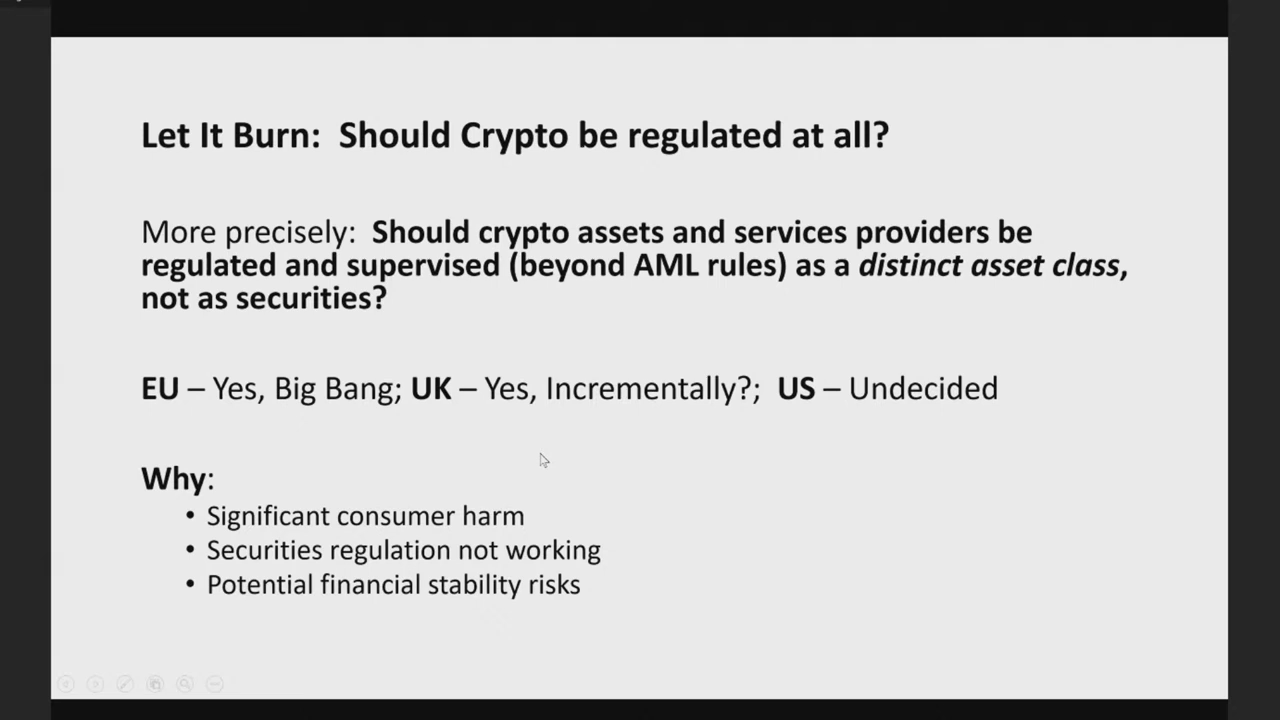 Let It Burn: Should Crypto be regulated at all?
More precisely: Should crypto assets and services providers be
regulated and supervised (beyond AML rules) as a distinct asset class,
not as securities?
EU – Yes, Big Bang; UK – Yes, Incrementally?; US – Undecided
Why:
• Significant consumer harm
• Securities regulation not working
• Potential financial stability risks